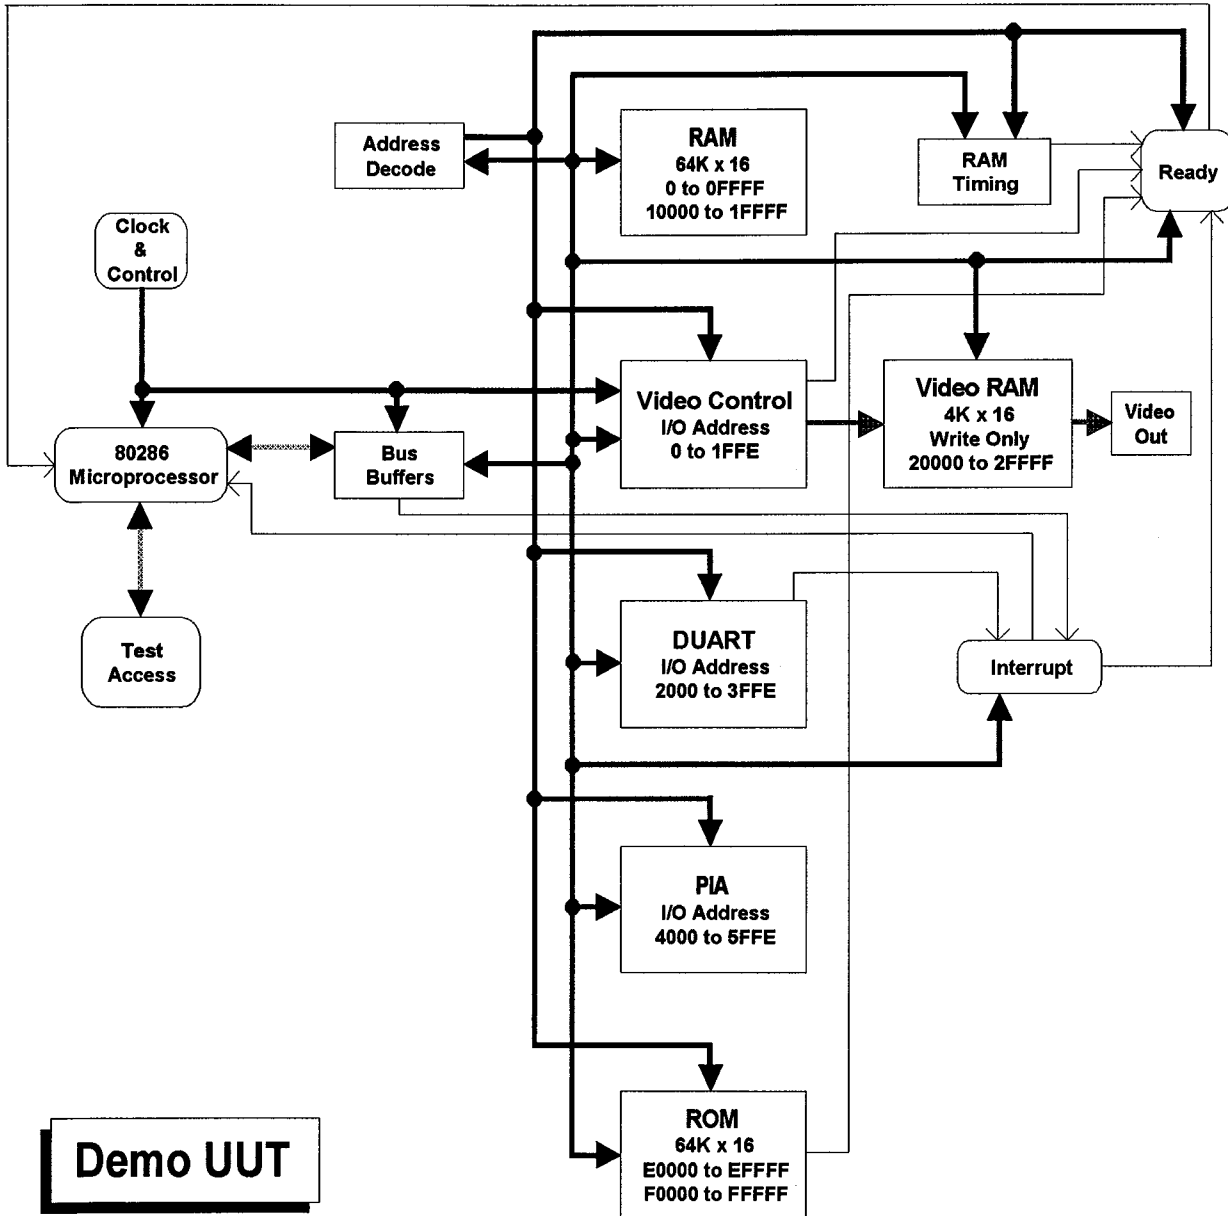 Address
Decode
RAM
64K x 16
0 to 0FFFF
10000 to 1FFFF
RAM
Timing
Ready
Clock
&
Control
Video Control
I/O Address
0 to 1FFE
Video RAM
4K x 16
Write Only
20000 to 2FFFF
Video
Out
80286
Microprocessor
Bus
Buffers
Test
Access
DUART
I/O Address
2000 to 3FFE
Interrupt
PIA
I/O Address
4000 to 5FFE
ROM
64K x 16
E0000 to EFFFF
F0000 to FFFFF
Demo UUT